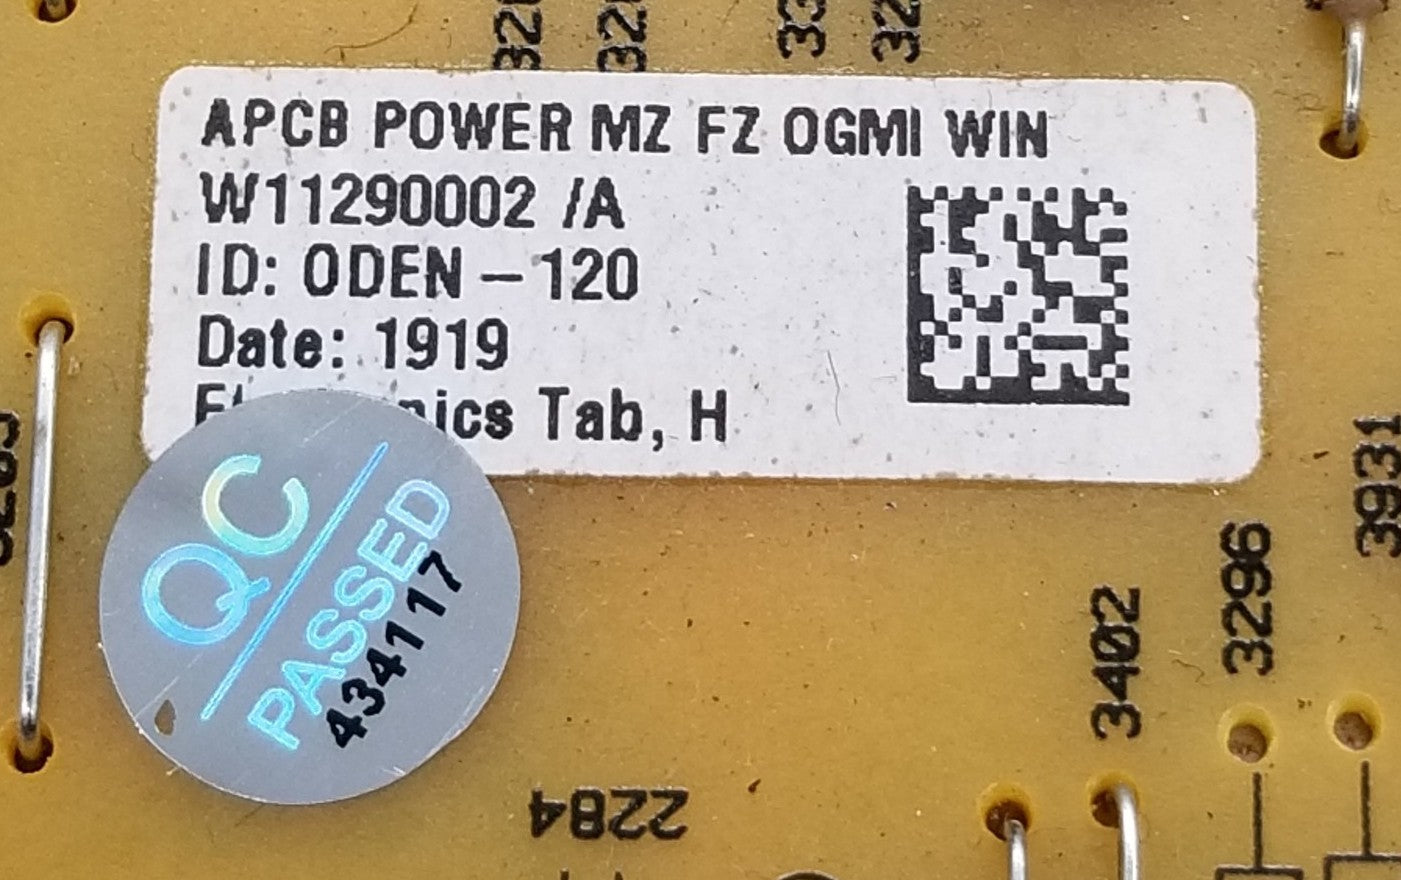 APCB POWER MZ FZ OGMI WIN
W11290002 /A
ID: ODEN – 120
Date: 1919
Tab, H
QC
PASSED
434117
3402
3296
3931
2284